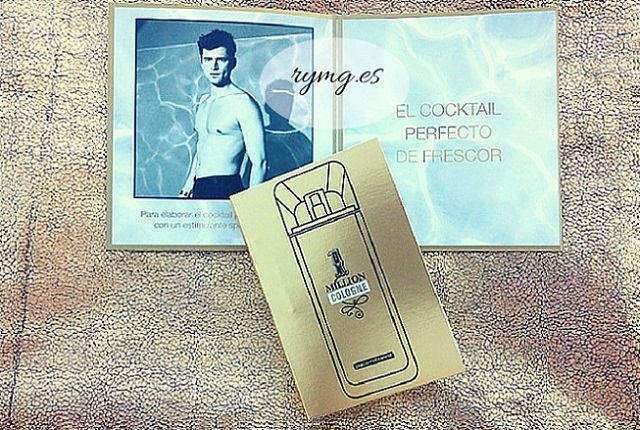 rymg.es
EL COCKTAIL
PERFECTO
DE FRESCOR
Para elaborar el cocktail
con un estimulante
1
MILLION
COLOGNE